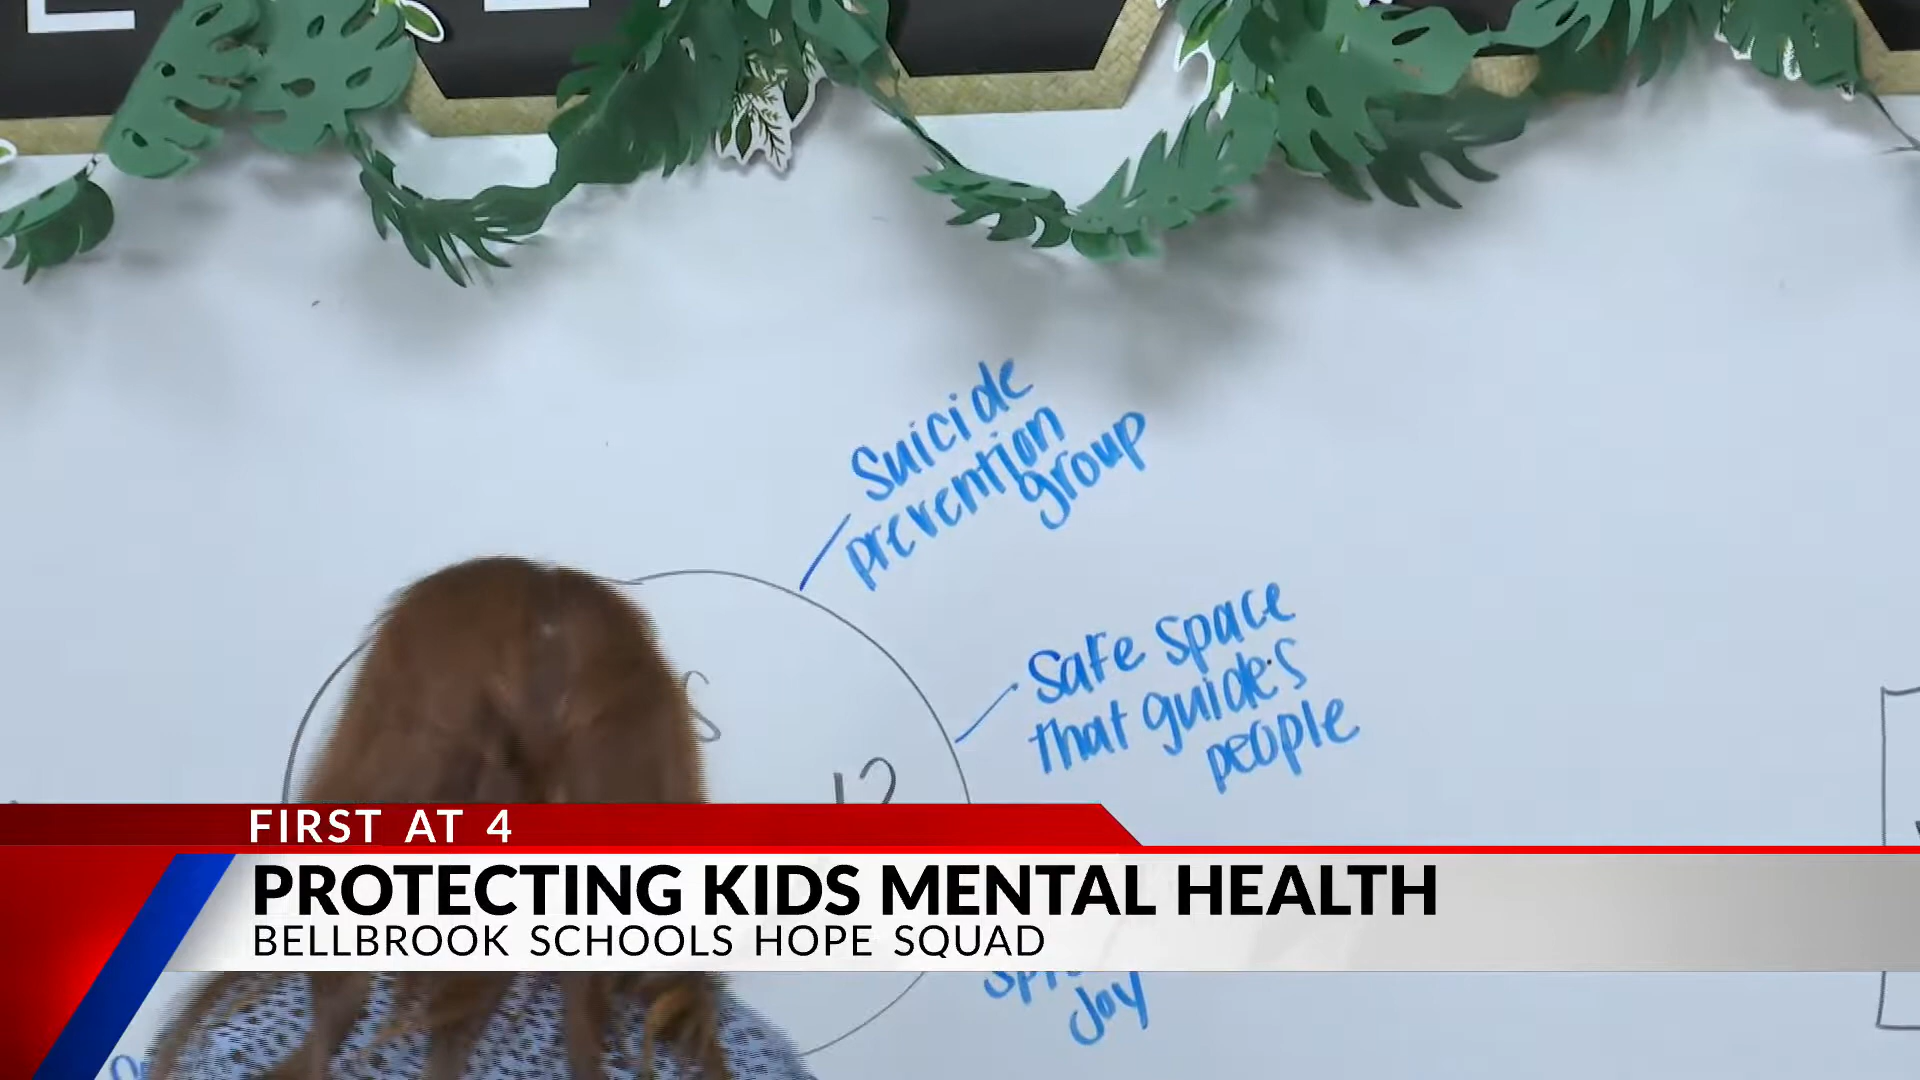 Suicide
prevention
group
Safe space
that guides
people
12
FIRST AT 4
PROTECTING KIDS MENTAL HEALTH
BELLBROOK SCHOOLS HOPE SQUAD
Joy